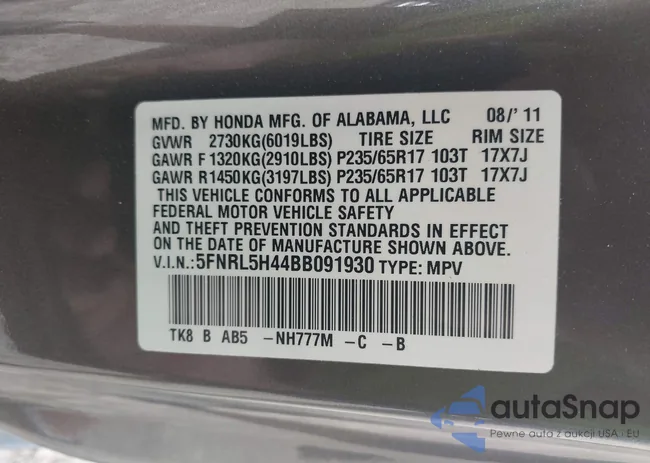 MFD. BY HONDA MFG. OF ALABAMA, LLC 08/'11
GVWR 2730KG(6019LBS) TIRE SIZE RIM SIZE
GAWR F 1320KG(2910LBS) P235/65R17 103T 17X7J
GAWR R1450KG(3197LBS) P235/65R17 103T 17X7J
THIS VEHICLE CONFORMS TO ALL APPLICABLE
FEDERAL MOTOR VEHICLE SAFETY
AND THEFT PREVENTION STANDARDS IN EFFECT
ON THE DATE OF MANUFACTURE SHOWN ABOVE.
V.I.N.:5FNRL5H44BB091930 TYPE: MPV
TK8 B AB5 -NH777M -C -B
autaSnap
Pewne auta z aukcji USA i EU